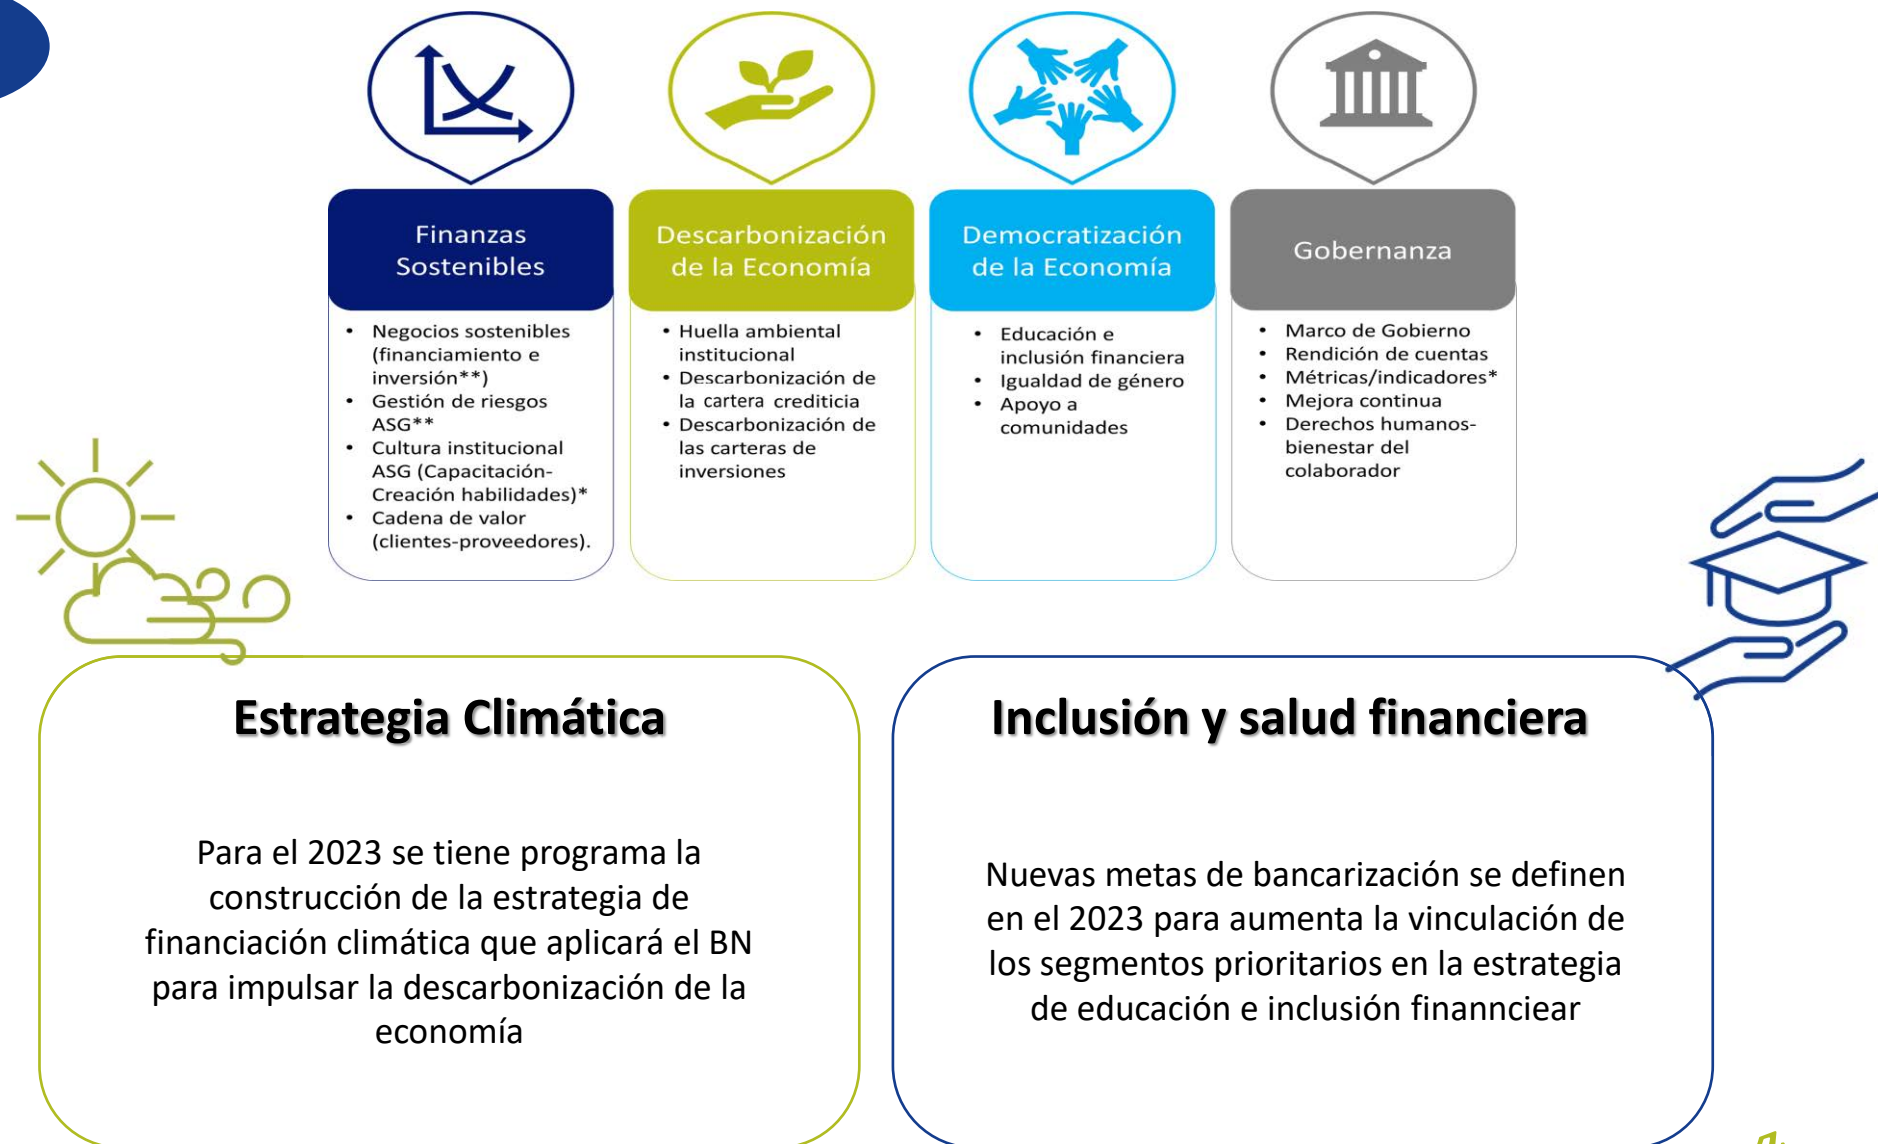 Finanzas
Sostenibles
• Negocios sostenibles
(financiamiento e
inversión**)
• Gestión de riesgos
ASG**
• Cultura institucional
ASG (Capacitación-
Creación habilidades)*
• Cadena de valor
(clientes-proveedores).
Descarbonización
de la Economía
• Huella ambiental
institucional
• Descarbonización de
la cartera crediticia
• Descarbonización de
las carteras de
inversiones
Democratización
de la Economía
• Educación e
inclusión financiera
• Igualdad de género
• Apoyo a
comunidades
Gobernanza
• Marco de Gobierno
• Rendición de cuentas
• Métricas/indicadores*
• Mejora continua
• Derechos humanos-
bienestar del
colaborador
Estrategia Climática
Para el 2023 se tiene programa la
construcción de la estrategia de
financiación climática que aplicará el BN
para impulsar la descarbonización de la
economía
Inclusión y salud financiera
Nuevas metas de bancarización se definen
en el 2023 para aumenta la vinculación de
los segmentos prioritarios en la estrategia
de educación e inclusión finannciear